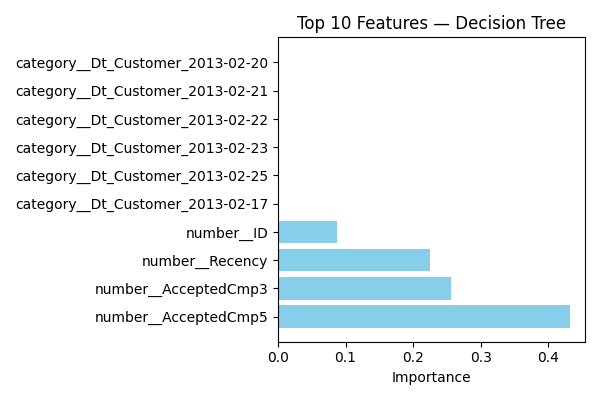 Top 10 Features — Decision Tree
category__Dt_Customer_2013-02-20
category__Dt_Customer_2013-02-21
category__Dt_Customer_2013-02-22
category__Dt_Customer_2013-02-23
category__Dt_Customer_2013-02-25
category__Dt_Customer_2013-02-17
number__ID
number__Recency
number__AcceptedCmp3
number__AcceptedCmp5
0.0 0.1 0.2 0.3 0.4
Importance